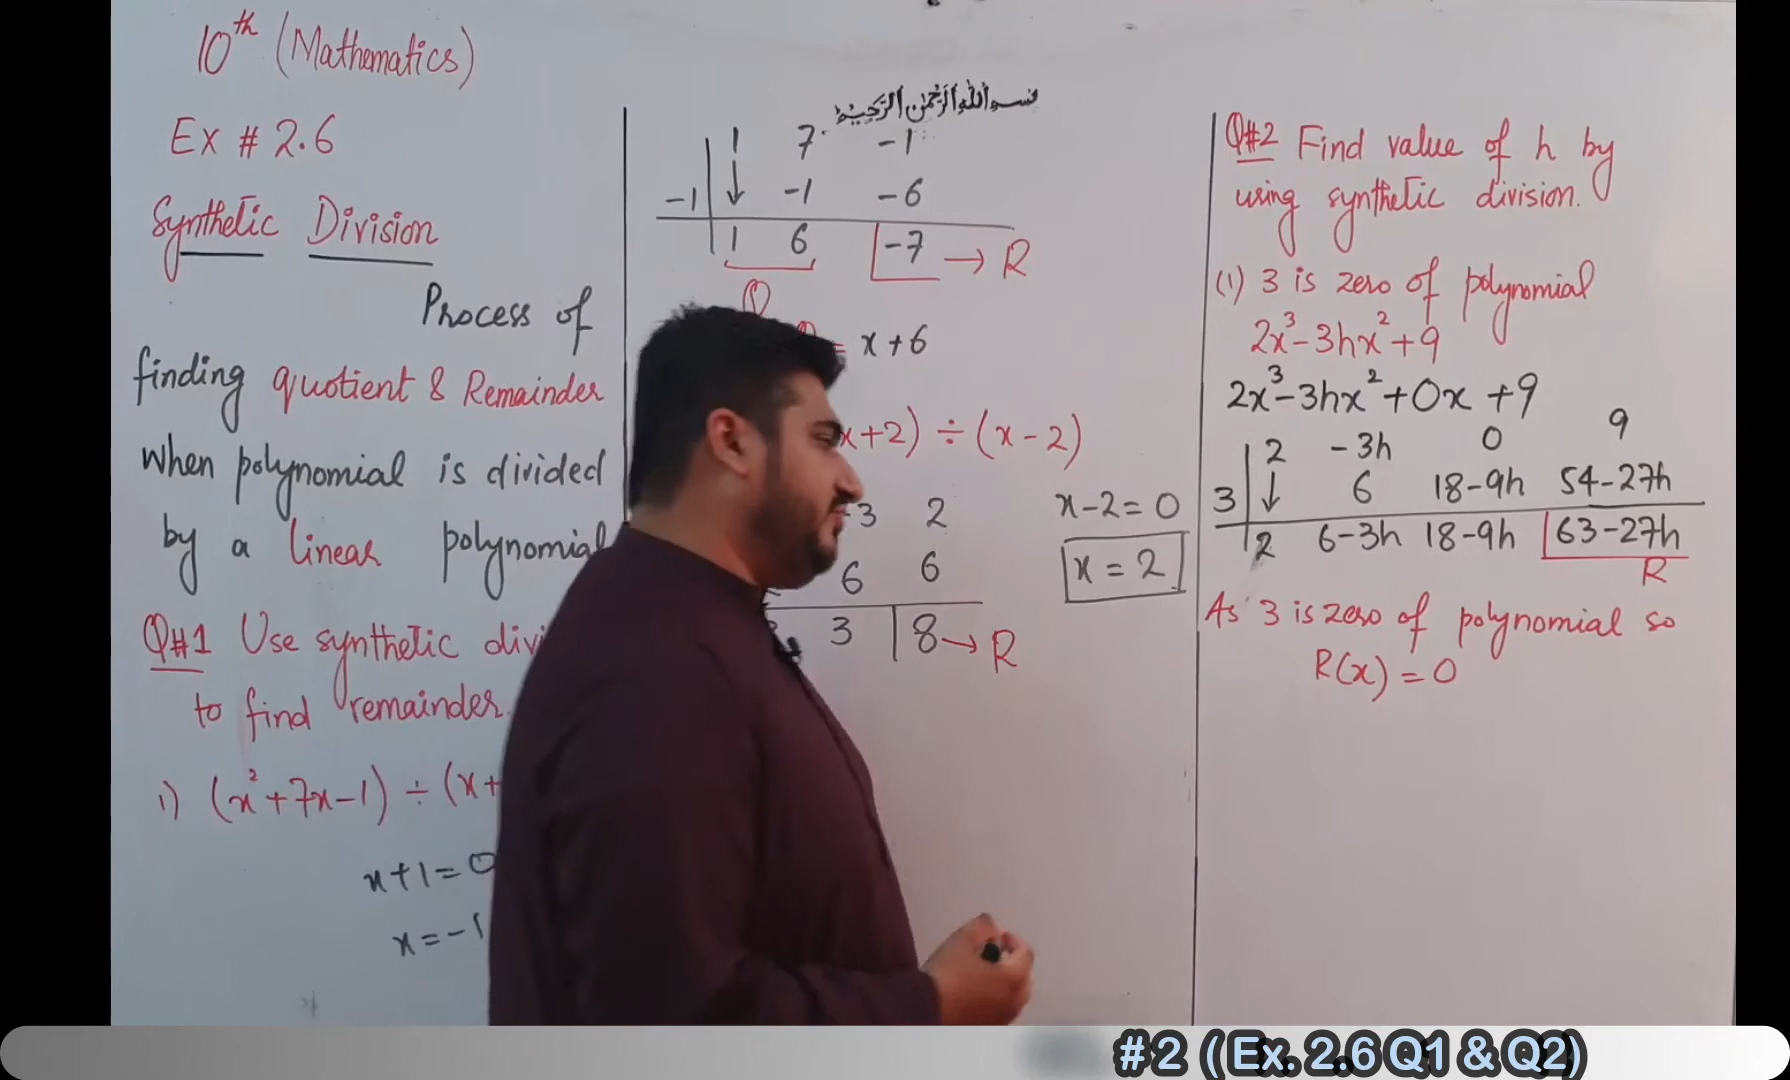 10th (Mathematics)
Ex # 2.6
Synthetic Division
Process of
finding quotient & Remainder
when polynomial is divided
by a linear polynomial
Q#1 Use synthetic
to find remainder.
1) (x²+7x-1) ÷ (x+
x+1=0
x=-1
بسم اللہ الرحمن الرحیم
1 7 -1
-1 ↓ -1 -6
1 6 -7 → R
Q
= x+6
x+2) ÷ (x-2)
-3 2
6 6
3 8 → R
x-2=0
x=2
Q#2 Find value of h by
using synthetic division.
(1) 3 is zero of polynomial
2x³-3hx²+9
2x³-3hx²+0x+9
2 -3h 0 9
3 ↓ 6 18-9h 54-27h
2 6-3h 18-9h 63-27h
R
As 3 is zero of polynomial so
R(x)=0
#2 (Ex.2.6 Q1 & Q2)